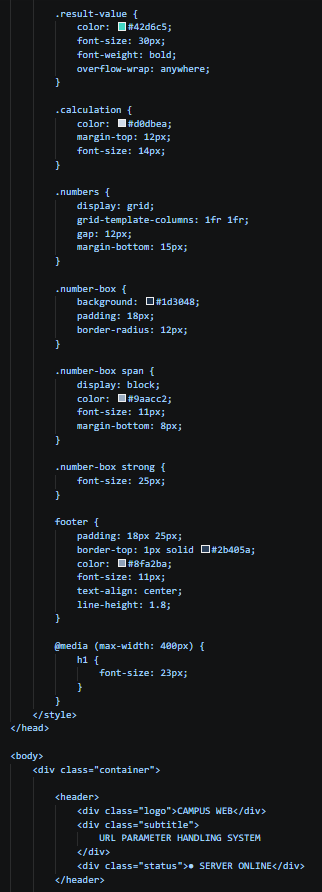 .result-value {
color: #42d6c5;
font-size: 30px;
font-weight: bold;
overflow-wrap: anywhere;
}
.calculation {
color: #d0dbea;
margin-top: 12px;
font-size: 14px;
}
.numbers {
display: grid;
grid-template-columns: 1fr 1fr;
gap: 12px;
margin-bottom: 15px;
}
.number-box {
background: #1d3048;
padding: 18px;
border-radius: 12px;
}
.number-box span {
display: block;
color: #9aacc2;
font-size: 11px;
margin-bottom: 8px;
}
.number-box strong {
font-size: 25px;
}
footer {
padding: 18px 25px;
border-top: 1px solid #2b405a;
color: #8fa2ba;
font-size: 11px;
text-align: center;
line-height: 1.8;
}
@media (max-width: 400px) {
h1 {
font-size: 23px;
}
}
</style>
</head>
<body>
<div class="container">
<header>
<div class="logo">CAMPUS WEB</div>
<div class="subtitle">
URL PARAMETER HANDLING SYSTEM
</div>
<div class="status">● SERVER ONLINE</div>
</header>